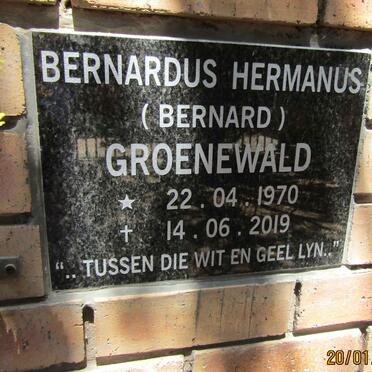 BERNARDUS HERMANUS
( BERNARD )
GROENEWALD
★ 22 . 04 . 1970
✝ 14 . 06 . 2019
“.. TUSSEN DIE WIT EN GEEL LYN..”
20/01